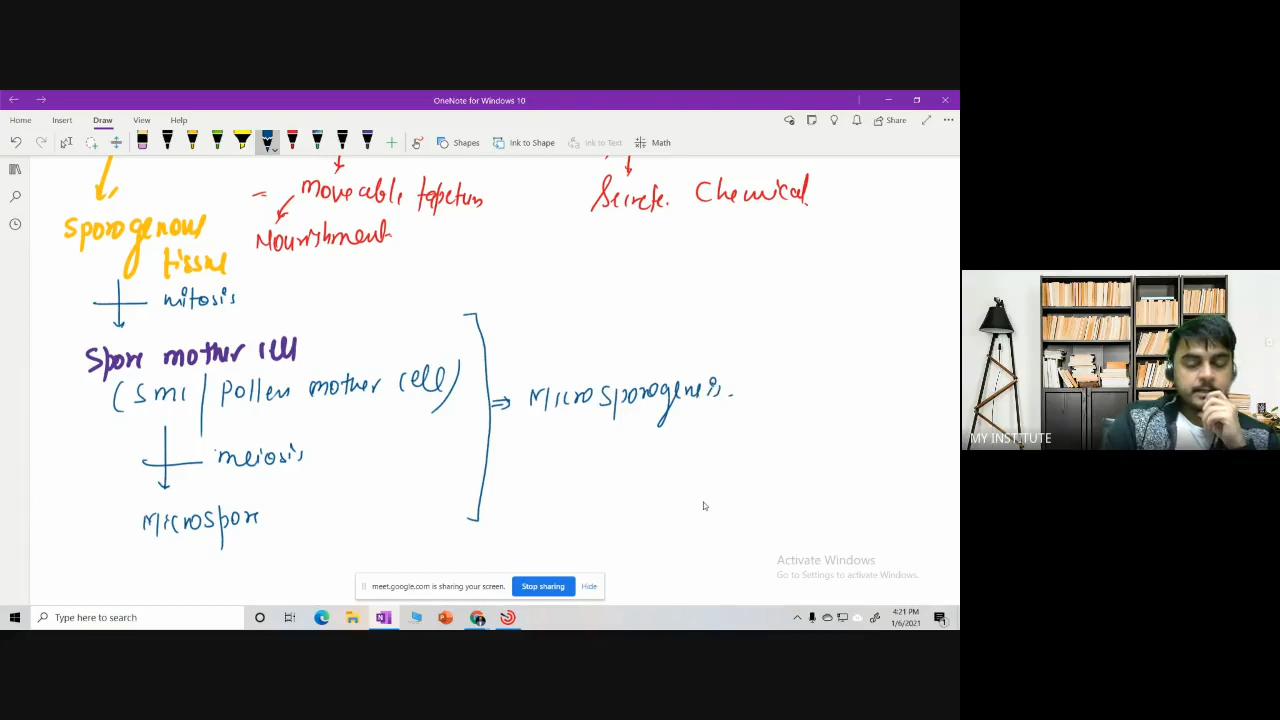 OneNote for Windows 10
Home Insert Draw View Help
Share
Shapes Ink to Shape Ink to Text Math
moveable tapetum
Secrete. Chemical
Nourishment
Sporogenous
tissue
mitosis
Spore mother cell
(SMC / pollen mother cell)
⇒ Microsporogenesis.
meiosis
Microspore
MY INSTITUTE
Activate Windows
Go to Settings to activate Windows.
meet.google.com is sharing your screen. Stop sharing Hide
Type here to search
4:21 PM
1/6/2021